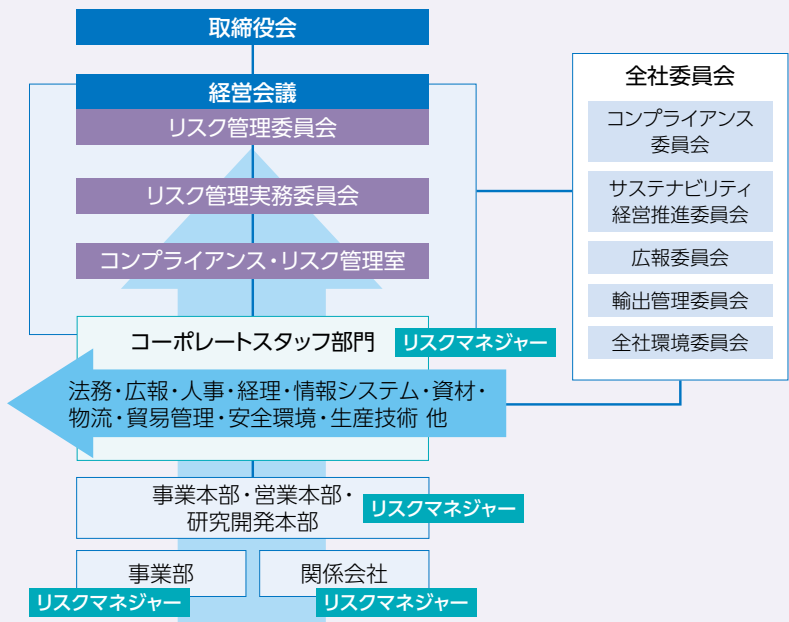 取締役会
経営会議
リスク管理委員会
リスク管理実務委員会
コンプライアンス・リスク管理室
コーポレートスタッフ部門
リスクマネジャー
法務・広報・人事・経理・情報システム・資材・
物流・貿易管理・安全環境・生産技術 他
事業本部・営業本部・
研究開発本部
リスクマネジャー
事業部
リスクマネジャー
関係会社
リスクマネジャー
全社委員会
コンプライアンス
委員会
サステナビリティ
経営推進委員会
広報委員会
輸出管理委員会
全社環境委員会